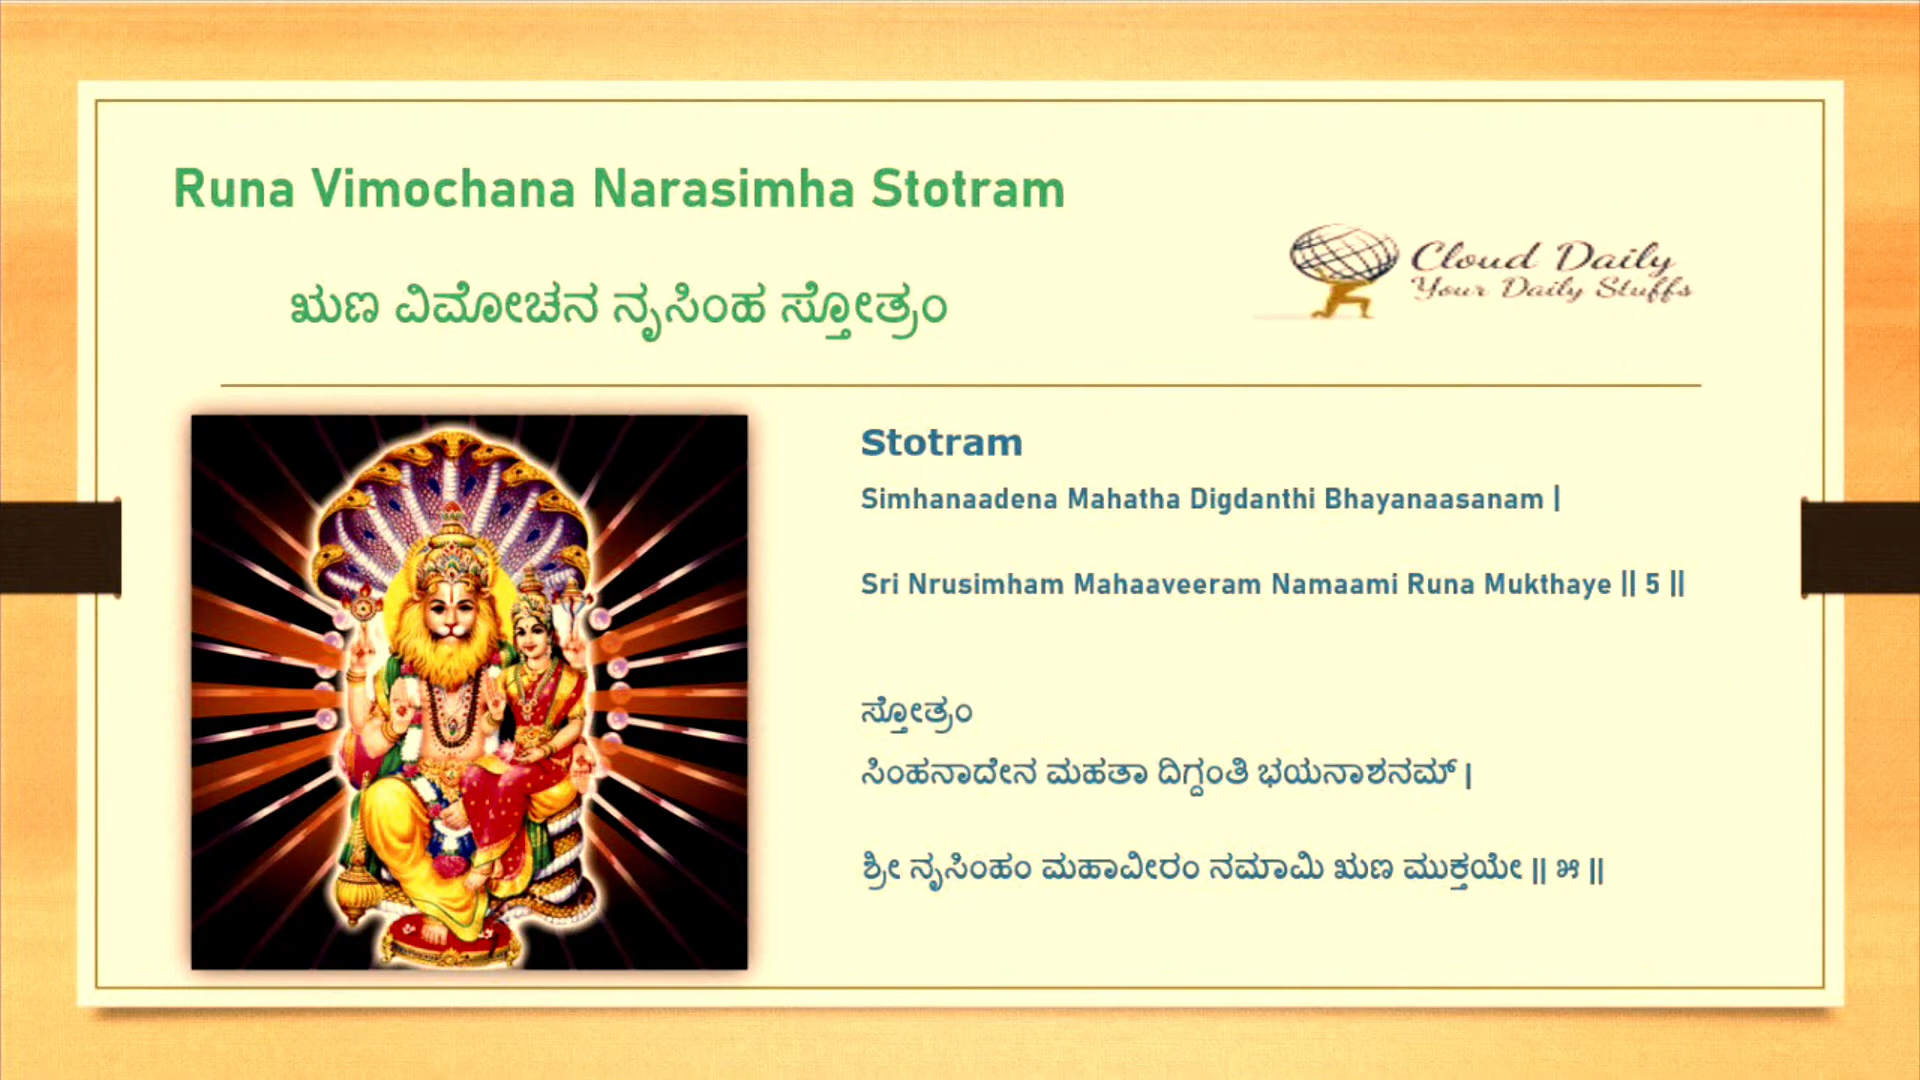 Runa Vimochana Narasimha Stotram
ಋಣ ವಿಮೋಚನ ನೃಸಿಂಹ ಸ್ತೋತ್ರಂ
Cloud Daily
Your Daily Stuffs
Stotram
Simhanaadena Mahatha Digdanthi Bhayanaasanam |
Sri Nrusimham Mahaaveeram Namaami Runa Mukthaye || 5 ||
ಸ್ತೋತ್ರಂ
ಸಿಂಹನಾದೇನ ಮಹತಾ ದಿಗ್ದಂತಿ ಭಯನಾಶನಮ್ |
ಶ್ರೀ ನೃಸಿಂಹಂ ಮಹಾವೀರಂ ನಮಾಮಿ ಋಣ ಮುಕ್ತಯೇ || ೫ ||